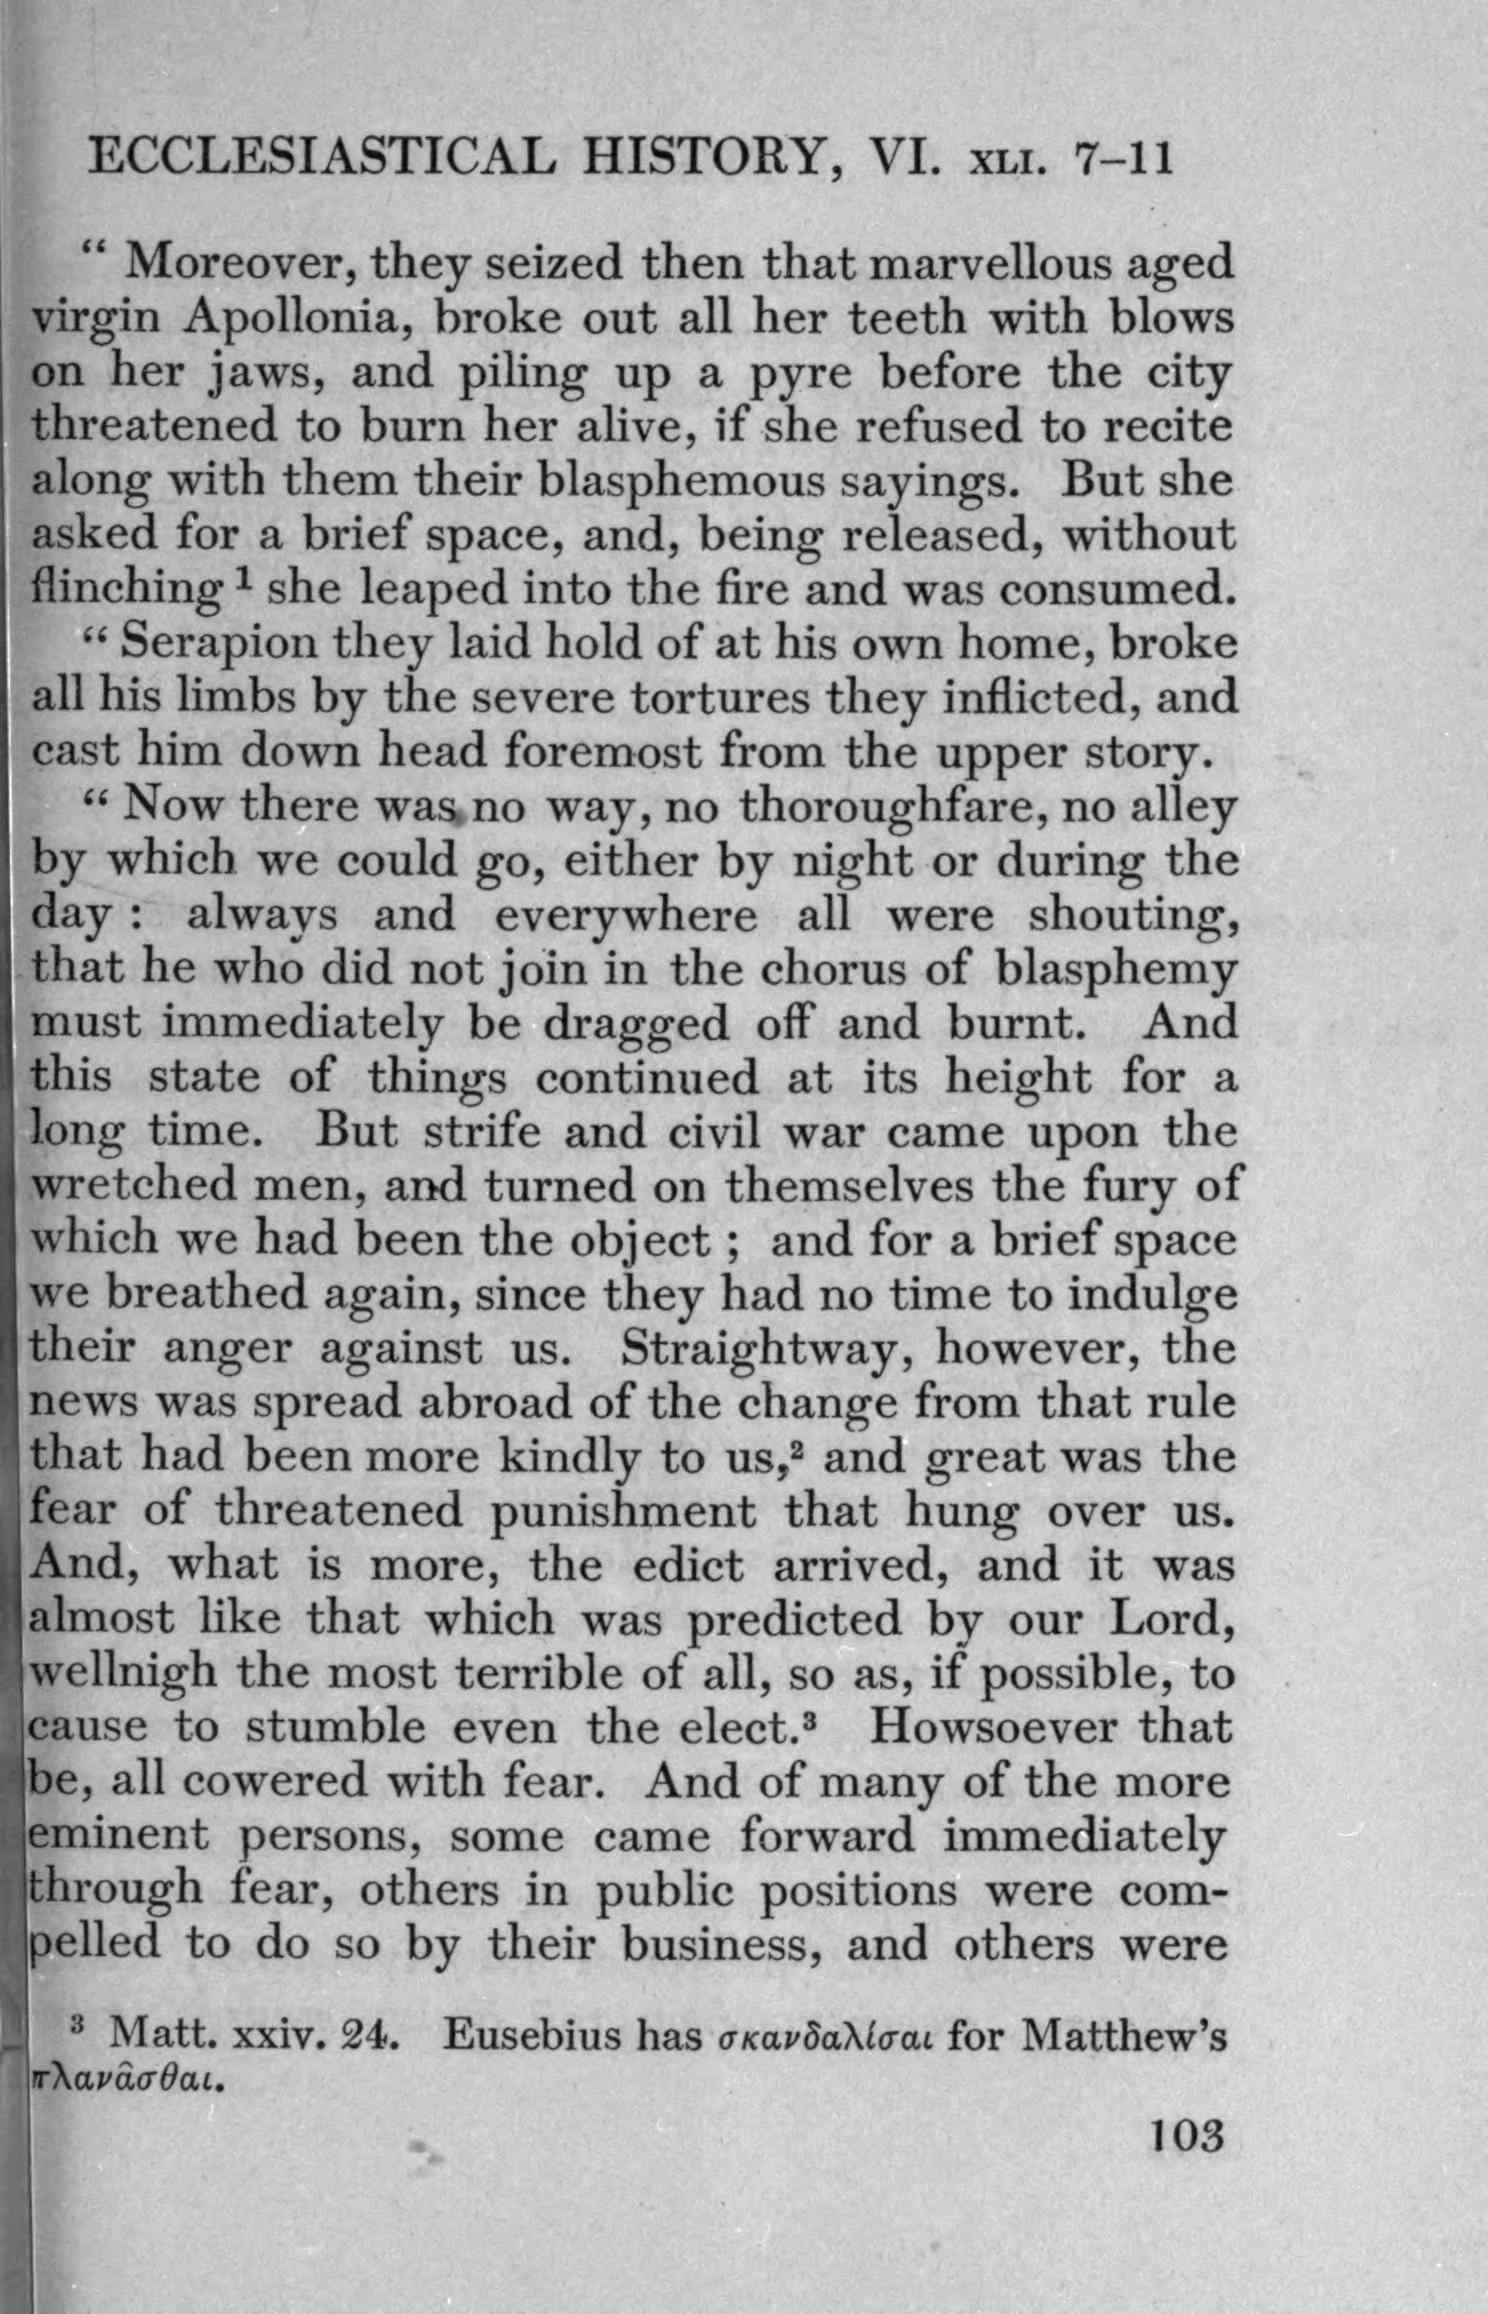 ECCLESIASTICAL HISTORY, VI. XLI. 7–11
“ Moreover, they seized then that marvellous aged
virgin Apollonia, broke out all her teeth with blows
on her jaws, and piling up a pyre before the city
threatened to burn her alive, if she refused to recite
along with them their blasphemous sayings. But she
asked for a brief space, and, being released, without
flinching ¹ she leaped into the fire and was consumed.
“ Serapion they laid hold of at his own home, broke
all his limbs by the severe tortures they inflicted, and
cast him down head foremost from the upper story.
“ Now there was no way, no thoroughfare, no alley
by which we could go, either by night or during the
day : always and everywhere all were shouting,
that he who did not join in the chorus of blasphemy
must immediately be dragged off and burnt. And
this state of things continued at its height for a
long time. But strife and civil war came upon the
wretched men, and turned on themselves the fury of
which we had been the object ; and for a brief space
we breathed again, since they had no time to indulge
their anger against us. Straightway, however, the
news was spread abroad of the change from that rule
that had been more kindly to us,² and great was the
fear of threatened punishment that hung over us.
And, what is more, the edict arrived, and it was
almost like that which was predicted by our Lord,
wellnigh the most terrible of all, so as, if possible, to
cause to stumble even the elect.³ Howsoever that
be, all cowered with fear. And of many of the more
eminent persons, some came forward immediately
through fear, others in public positions were com-
pelled to do so by their business, and others were
³ Matt. xxiv. 24. Eusebius has σκανδαλίσαι for Matthew’s
πλανᾶσθαι.
103